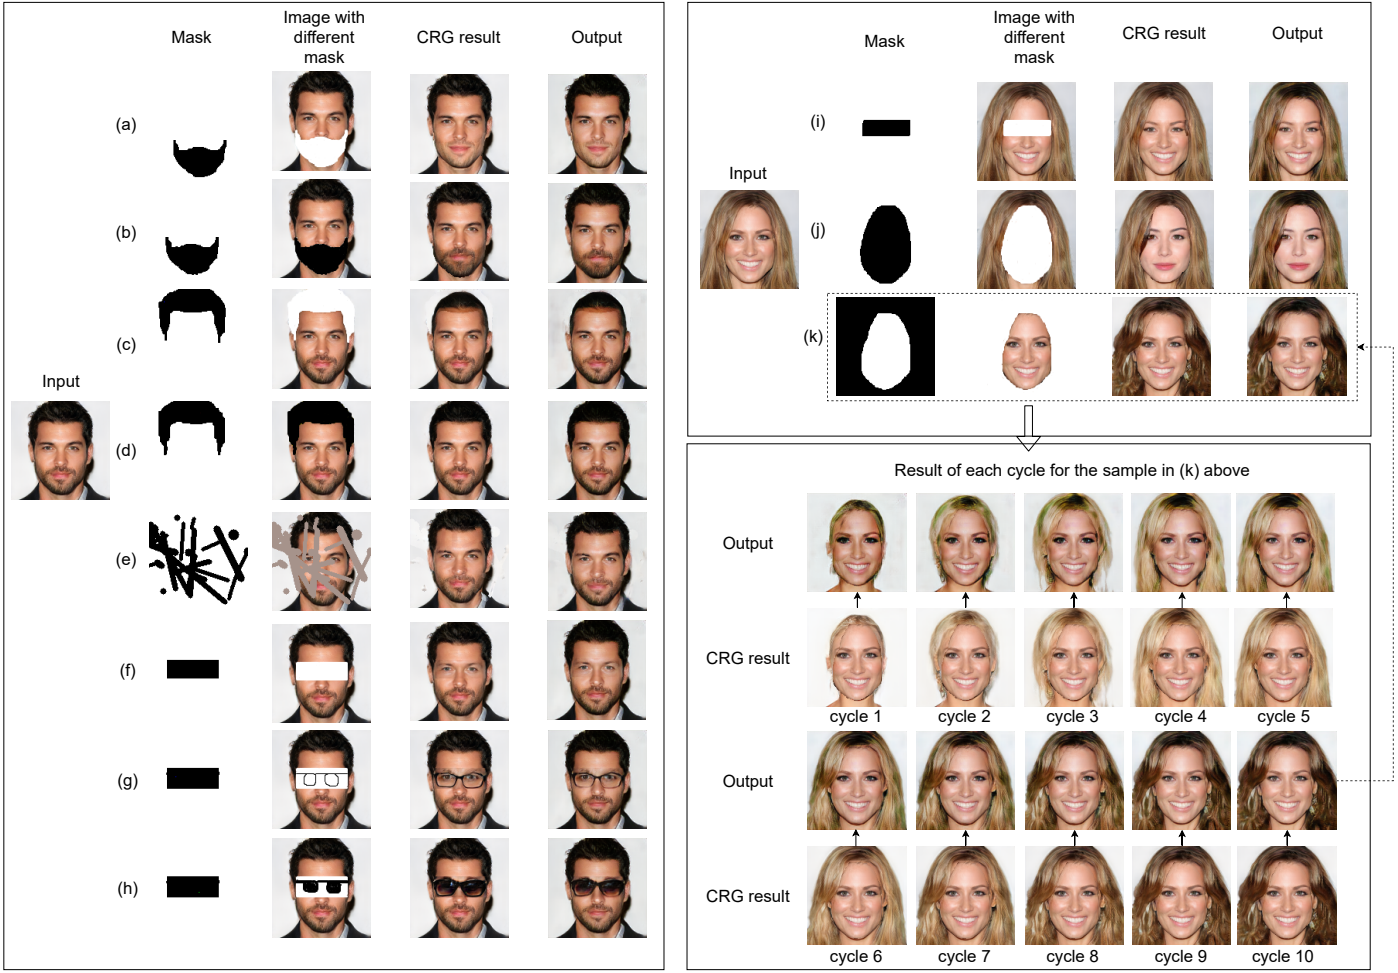 Mask
Image with
different
mask
CRG result
Output
(a)
(b)
(c)
Input
(d)
(e)
(f)
(g)
(h)
Mask
Image with
different
mask
CRG result
Output
(i)
Input
(j)
(k)
Result of each cycle for the sample in (k) above
Output
CRG result
cycle 1 cycle 2 cycle 3 cycle 4 cycle 5
Output
CRG result
cycle 6 cycle 7 cycle 8 cycle 9 cycle 10